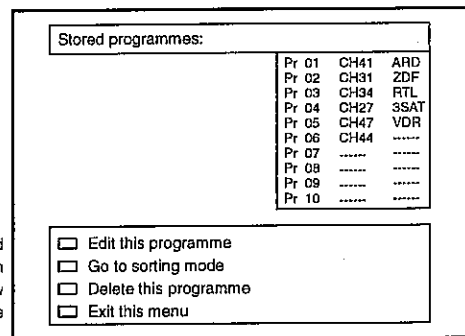 Stored programmes:
Pr 01 CH41 ARD
Pr 02 CH31 ZDF
Pr 03 CH34 RTL
Pr 04 CH27 3SAT
Pr 05 CH47 VDR
Pr 06 CH44 ------
Pr 07 ------ ------
Pr 08 ------ ------
Pr 09 ------ ------
Pr 10 ------ ------
Edit this programme
Go to sorting mode
Delete this programme
Exit this menu